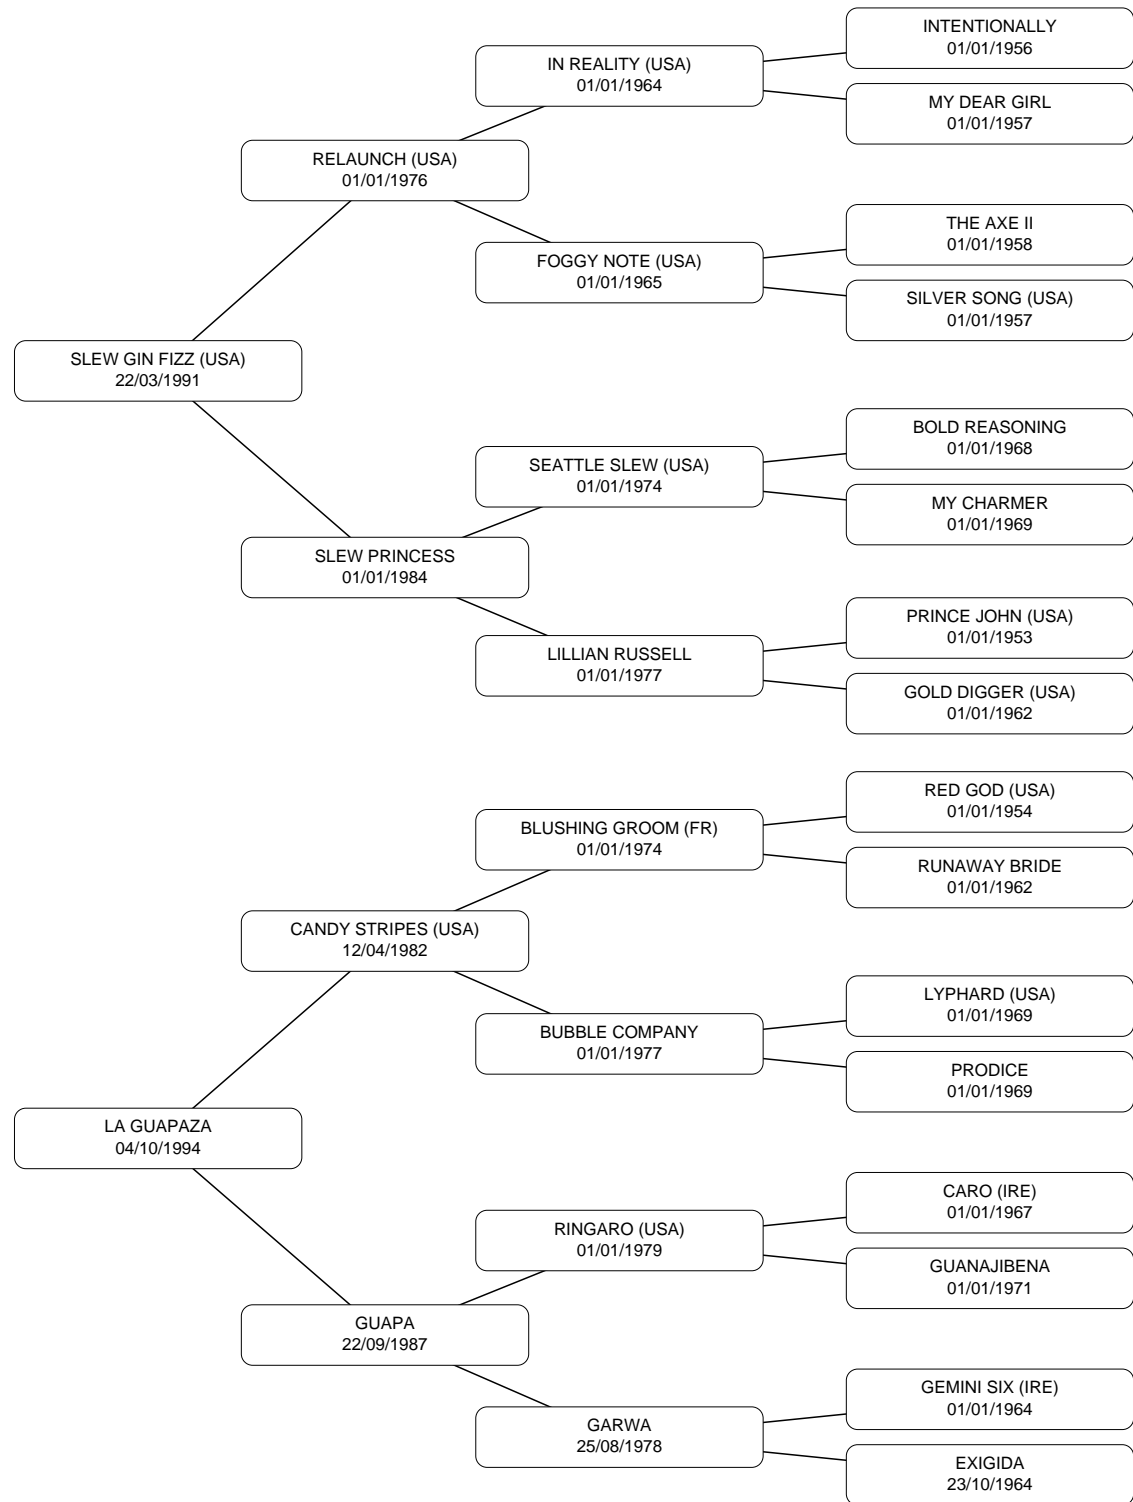 INTENTIONALLY
01/01/1956
IN REALITY (USA)
01/01/1964
MY DEAR GIRL
01/01/1957
RELAUNCH (USA)
01/01/1976
THE AXE II
01/01/1958
FOGGY NOTE (USA)
01/01/1965
SILVER SONG (USA)
01/01/1957
SLEW GIN FIZZ (USA)
22/03/1991
BOLD REASONING
01/01/1968
SEATTLE SLEW (USA)
01/01/1974
MY CHARMER
01/01/1969
SLEW PRINCESS
01/01/1984
PRINCE JOHN (USA)
01/01/1953
LILLIAN RUSSELL
01/01/1977
GOLD DIGGER (USA)
01/01/1962
RED GOD (USA)
01/01/1954
BLUSHING GROOM (FR)
01/01/1974
RUNAWAY BRIDE
01/01/1962
CANDY STRIPES (USA)
12/04/1982
LYPHARD (USA)
01/01/1969
BUBBLE COMPANY
01/01/1977
PRODICE
01/01/1969
LA GUAPAZA
04/10/1994
CARO (IRE)
01/01/1967
RINGARO (USA)
01/01/1979
GUANAJIBENA
01/01/1971
GUAPA
22/09/1987
GEMINI SIX (IRE)
01/01/1964
GARWA
25/08/1978
EXIGIDA
23/10/1964